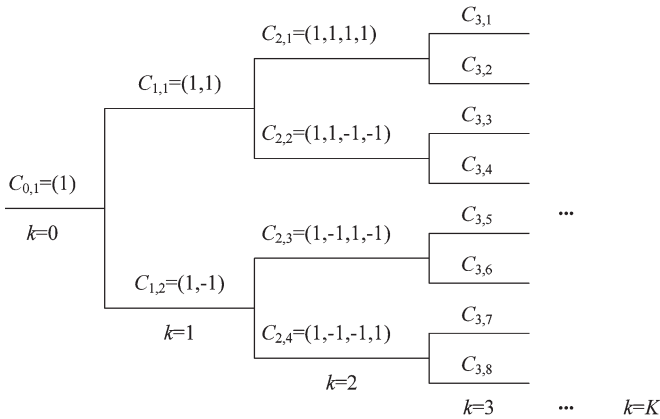 C3,1
C2,1=(1,1,1,1)
C3,2
C1,1=(1,1)
C3,3
C2,2=(1,1,-1,-1)
C3,4
C0,1=(1)
C3,5
...
k=0
C2,3=(1,-1,1,-1)
C3,6
C1,2=(1,-1)
C3,7
k=1
C2,4=(1,-1,-1,1)
C3,8
k=2
k=3 ... k=K